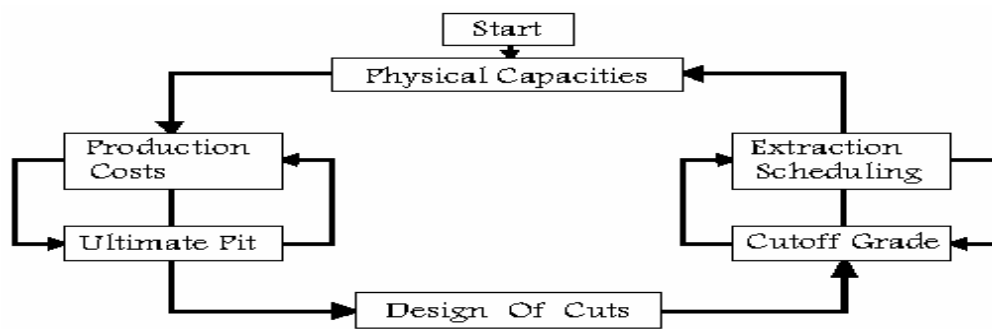 Start
Physical Capacities
Production
Costs
Extraction
Scheduling
Ultimate Pit
Cutoff Grade
Design Of Cuts